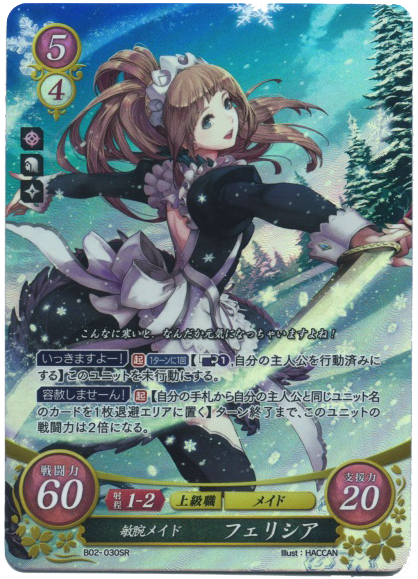 5
4
こんなに寒いと、なんだか元気になっちゃいますよね!
いっきますよー! 起 1ターンに1回【1,自分の主人公を行動済みに
する】このユニットを未行動にする。
容赦しませーん! 起【自分の手札から自分の主人公と同じユニット名
のカードを1枚退避エリアに置く】ターン終了まで、このユニットの
戦闘力は2倍になる。
戦闘力
60
射程 1-2 上級職 メイド
支援力
20
敏腕メイド フェリシア
B02-030SR Illust : HACCAN